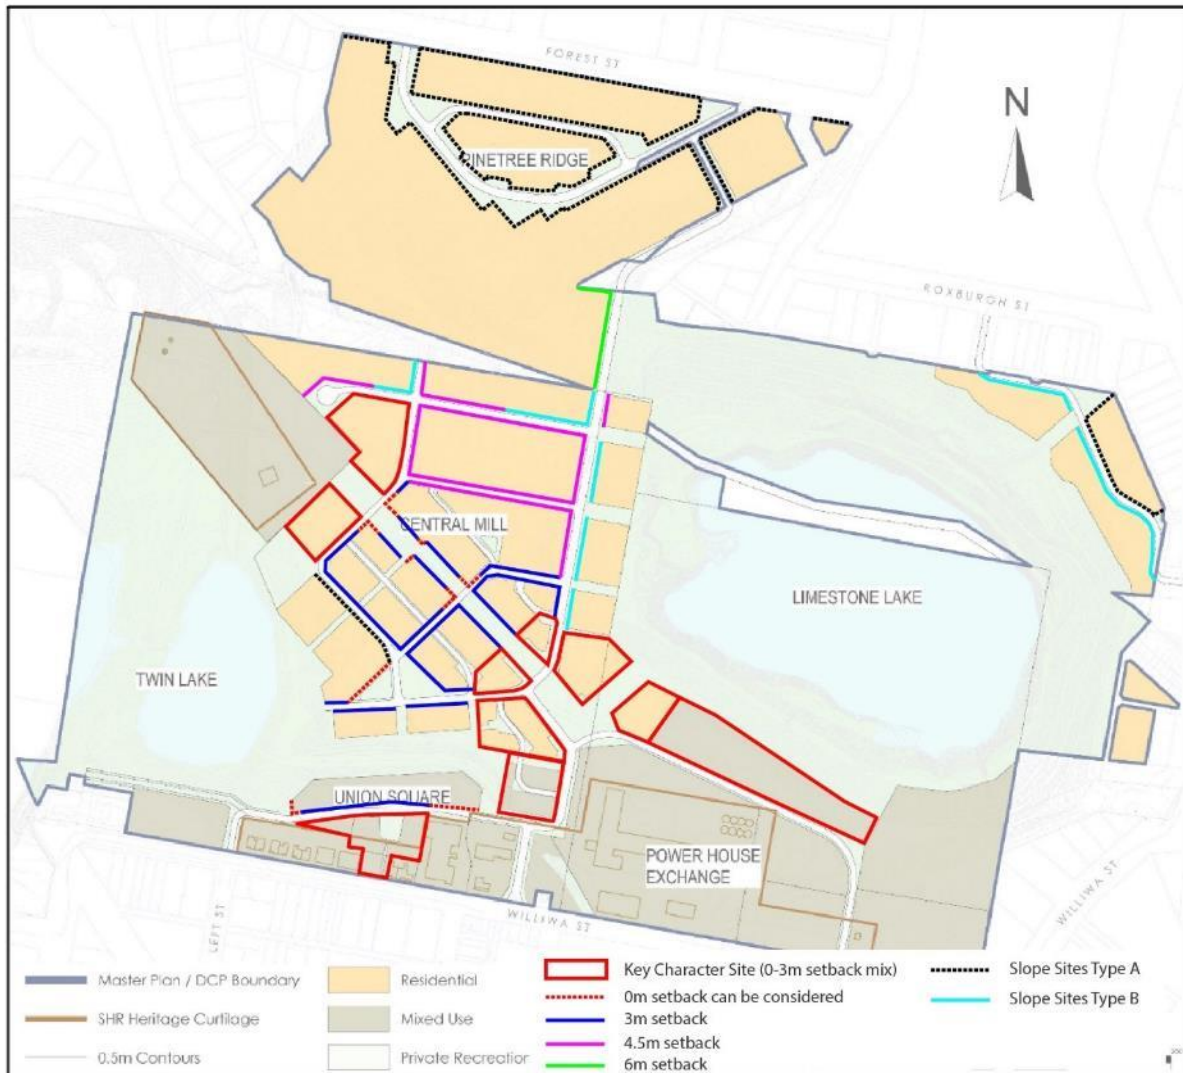 FOREST ST
N
PINETREE RIDGE
ROXBURGH ST
CENTRAL MILL
LIMESTONE LAKE
TWIN LAKE
UNION SQUARE
POWER HOUSE
EXCHANGE
WILLIWA ST
WILLIWA ST
LETT ST
Master Plan / DCP Boundary
SHR Heritage Curtilage
0.5m Contours
Residential
Mixed Use
Private Recreation
Key Character Site (0-3m setback mix)
0m setback can be considered
3m setback
4.5m setback
6m setback
Slope Sites Type A
Slope Sites Type B